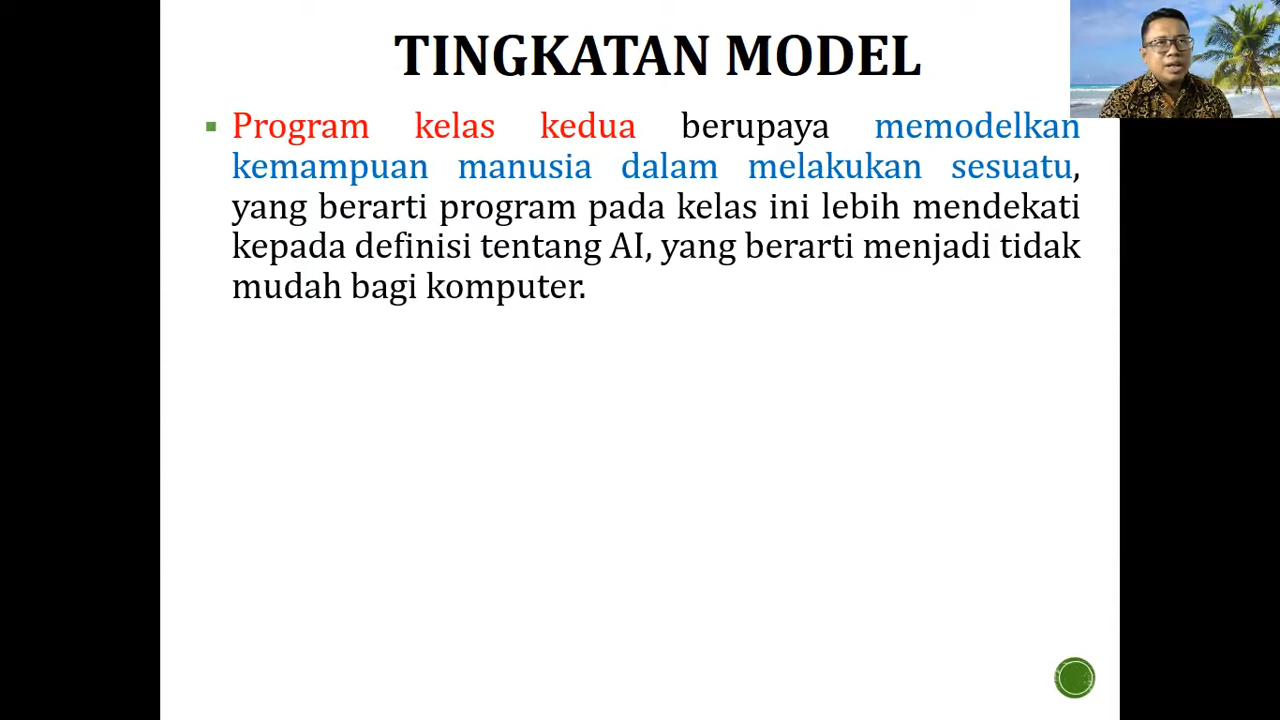 TINGKATAN MODEL
Program kelas kedua berupaya memodelkan
kemampuan manusia dalam melakukan sesuatu,
yang berarti program pada kelas ini lebih mendekati
kepada definisi tentang AI, yang berarti menjadi tidak
mudah bagi komputer.